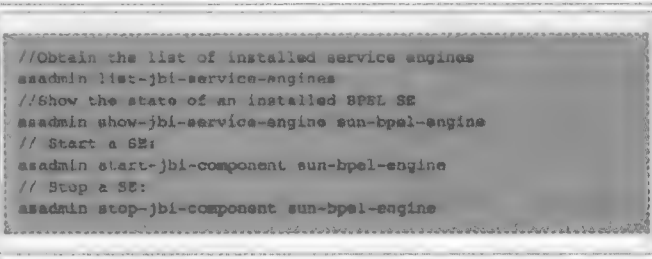 //Obtain the list of installed service engines
asadmin list-jbi-service-engines
//Show the state of an installed BPEL SE
asadmin show-jbi-service-engine sun-bpel-engine
// Start a SE:
asadmin start-jbi-component sun-bpel-engine
// Stop a SE:
asadmin stop-jbi-component sun-bpel-engine